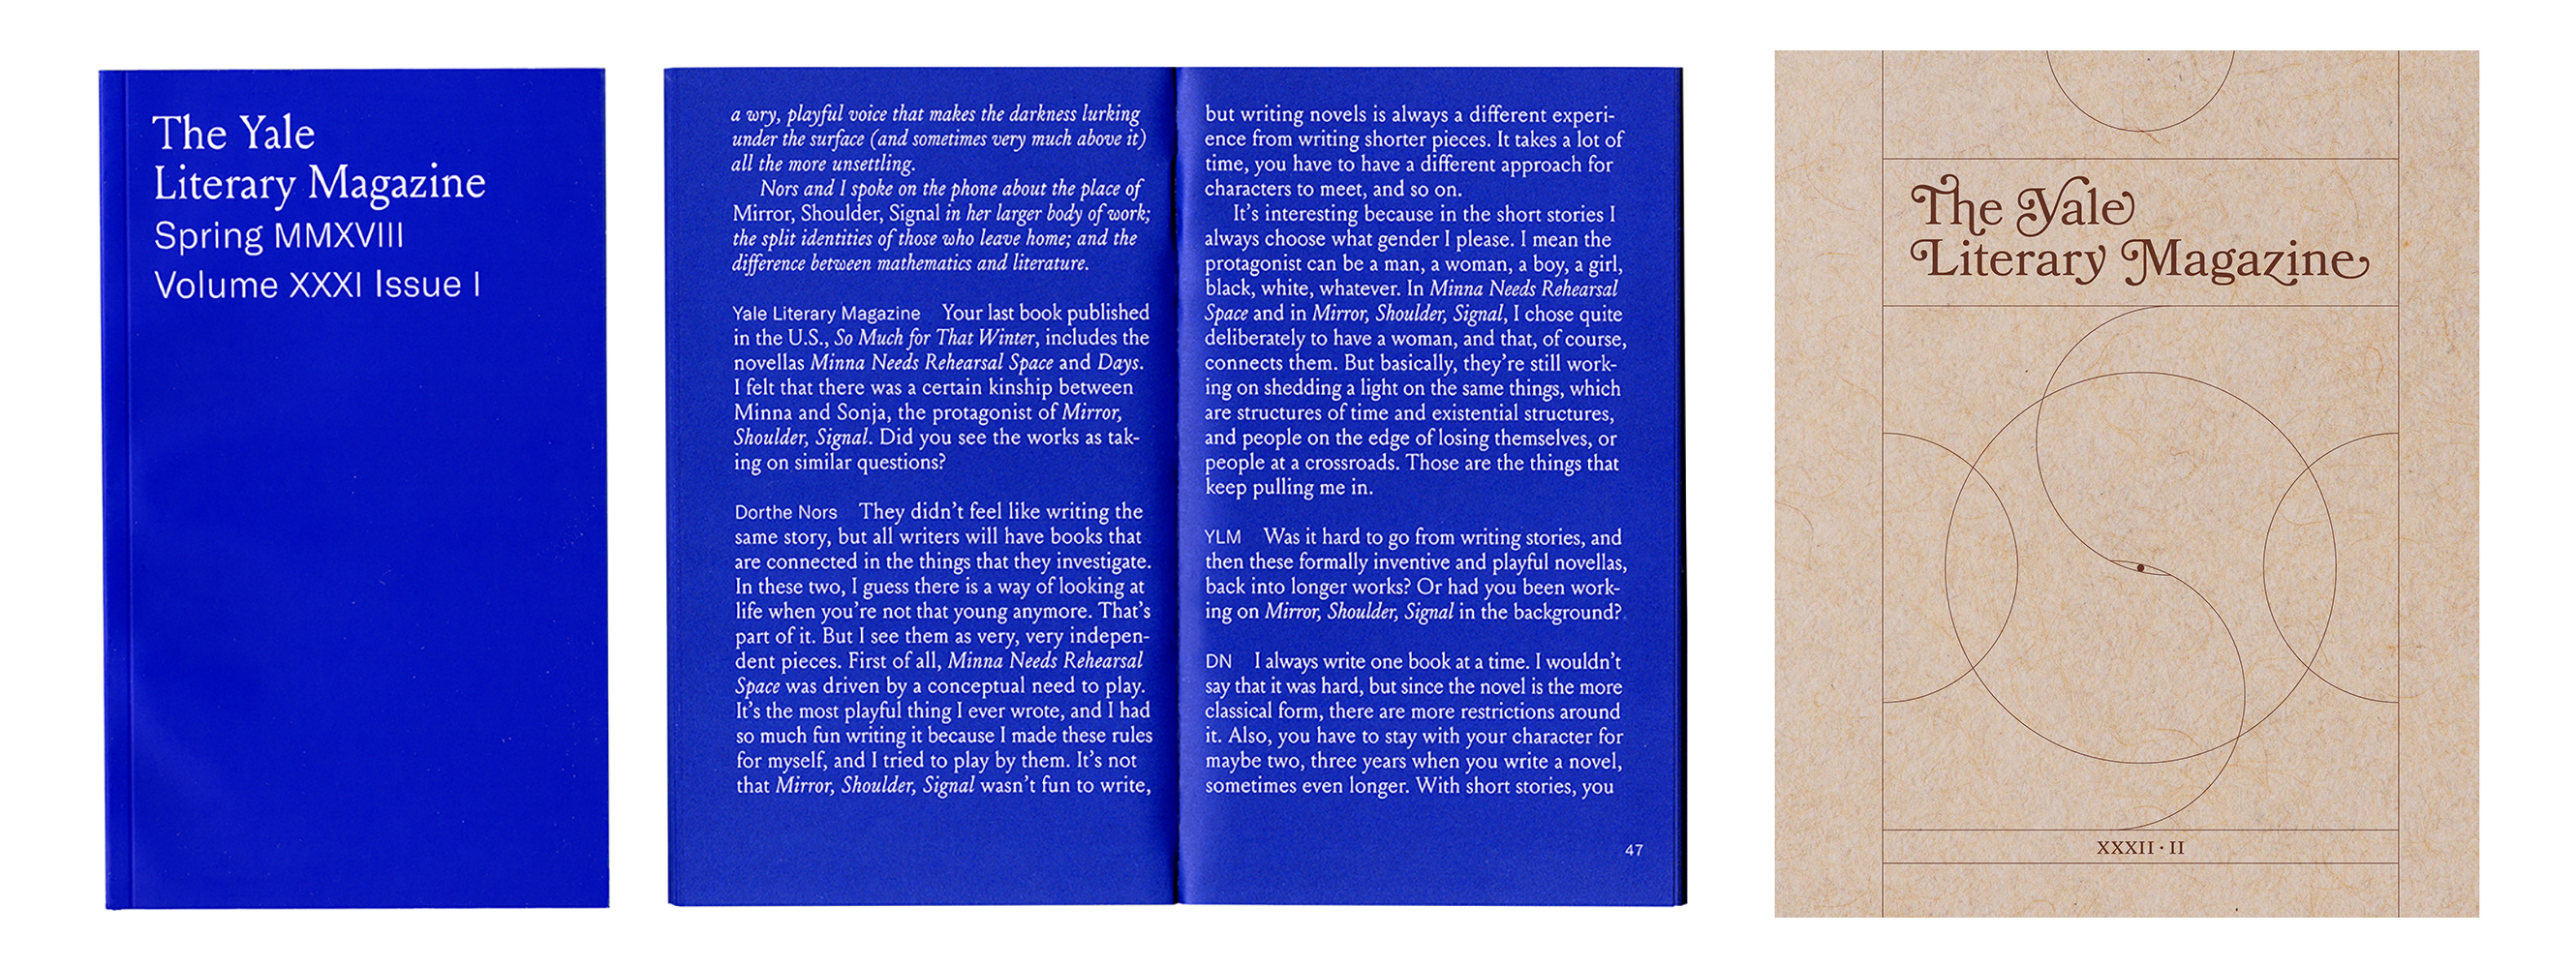 The Yale
Literary Magazine
Spring MMXVIII
Volume XXXI Issue I
a wry, playful voice that makes the darkness lurking
under the surface (and sometimes very much above it)
all the more unsettling.
Nors and I spoke on the phone about the place of
Mirror, Shoulder, Signal in her larger body of work;
the split identities of those who leave home; and the
difference between mathematics and literature.
Yale Literary Magazine Your last book published
in the U.S., So Much for That Winter, includes the
novellas Minna Needs Rehearsal Space and Days.
I felt that there was a certain kinship between
Minna and Sonja, the protagonist of Mirror,
Shoulder, Signal. Did you see the works as tak-
ing on similar questions?
Dorthe Nors They didn't feel like writing the
same story, but all writers will have books that
are connected in the things that they investigate.
In these two, I guess there is a way of looking at
life when you're not that young anymore. That's
part of it. But I see them as very, very indepen-
dent pieces. First of all, Minna Needs Rehearsal
Space was driven by a conceptual need to play.
It's the most playful thing I ever wrote, and I had
so much fun writing it because I made these rules
for myself, and I tried to play by them. It's not
that Mirror, Shoulder, Signal wasn't fun to write,
but writing novels is always a different experi-
ence from writing shorter pieces. It takes a lot of
time, you have to have a different approach for
characters to meet, and so on.
It's interesting because in the short stories I
always choose what gender I please. I mean the
protagonist can be a man, a woman, a boy, a girl,
black, white, whatever. In Minna Needs Rehearsal
Space and in Mirror, Shoulder, Signal, I chose quite
deliberately to have a woman, and that, of course,
connects them. But basically, they're still work-
ing on shedding a light on the same things, which
are structures of time and existential structures,
and people on the edge of losing themselves, or
people at a crossroads. Those are the things that
keep pulling me in.
YLM Was it hard to go from writing stories, and
then these formally inventive and playful novellas,
back into longer works? Or had you been work-
ing on Mirror, Shoulder, Signal in the background?
DN I always write one book at a time. I wouldn't
say that it was hard, but since the novel is the more
classical form, there are more restrictions around
it. Also, you have to stay with your character for
maybe two, three years when you write a novel,
sometimes even longer. With short stories, you
47
The Yale
Literary Magazine
XXXII · II